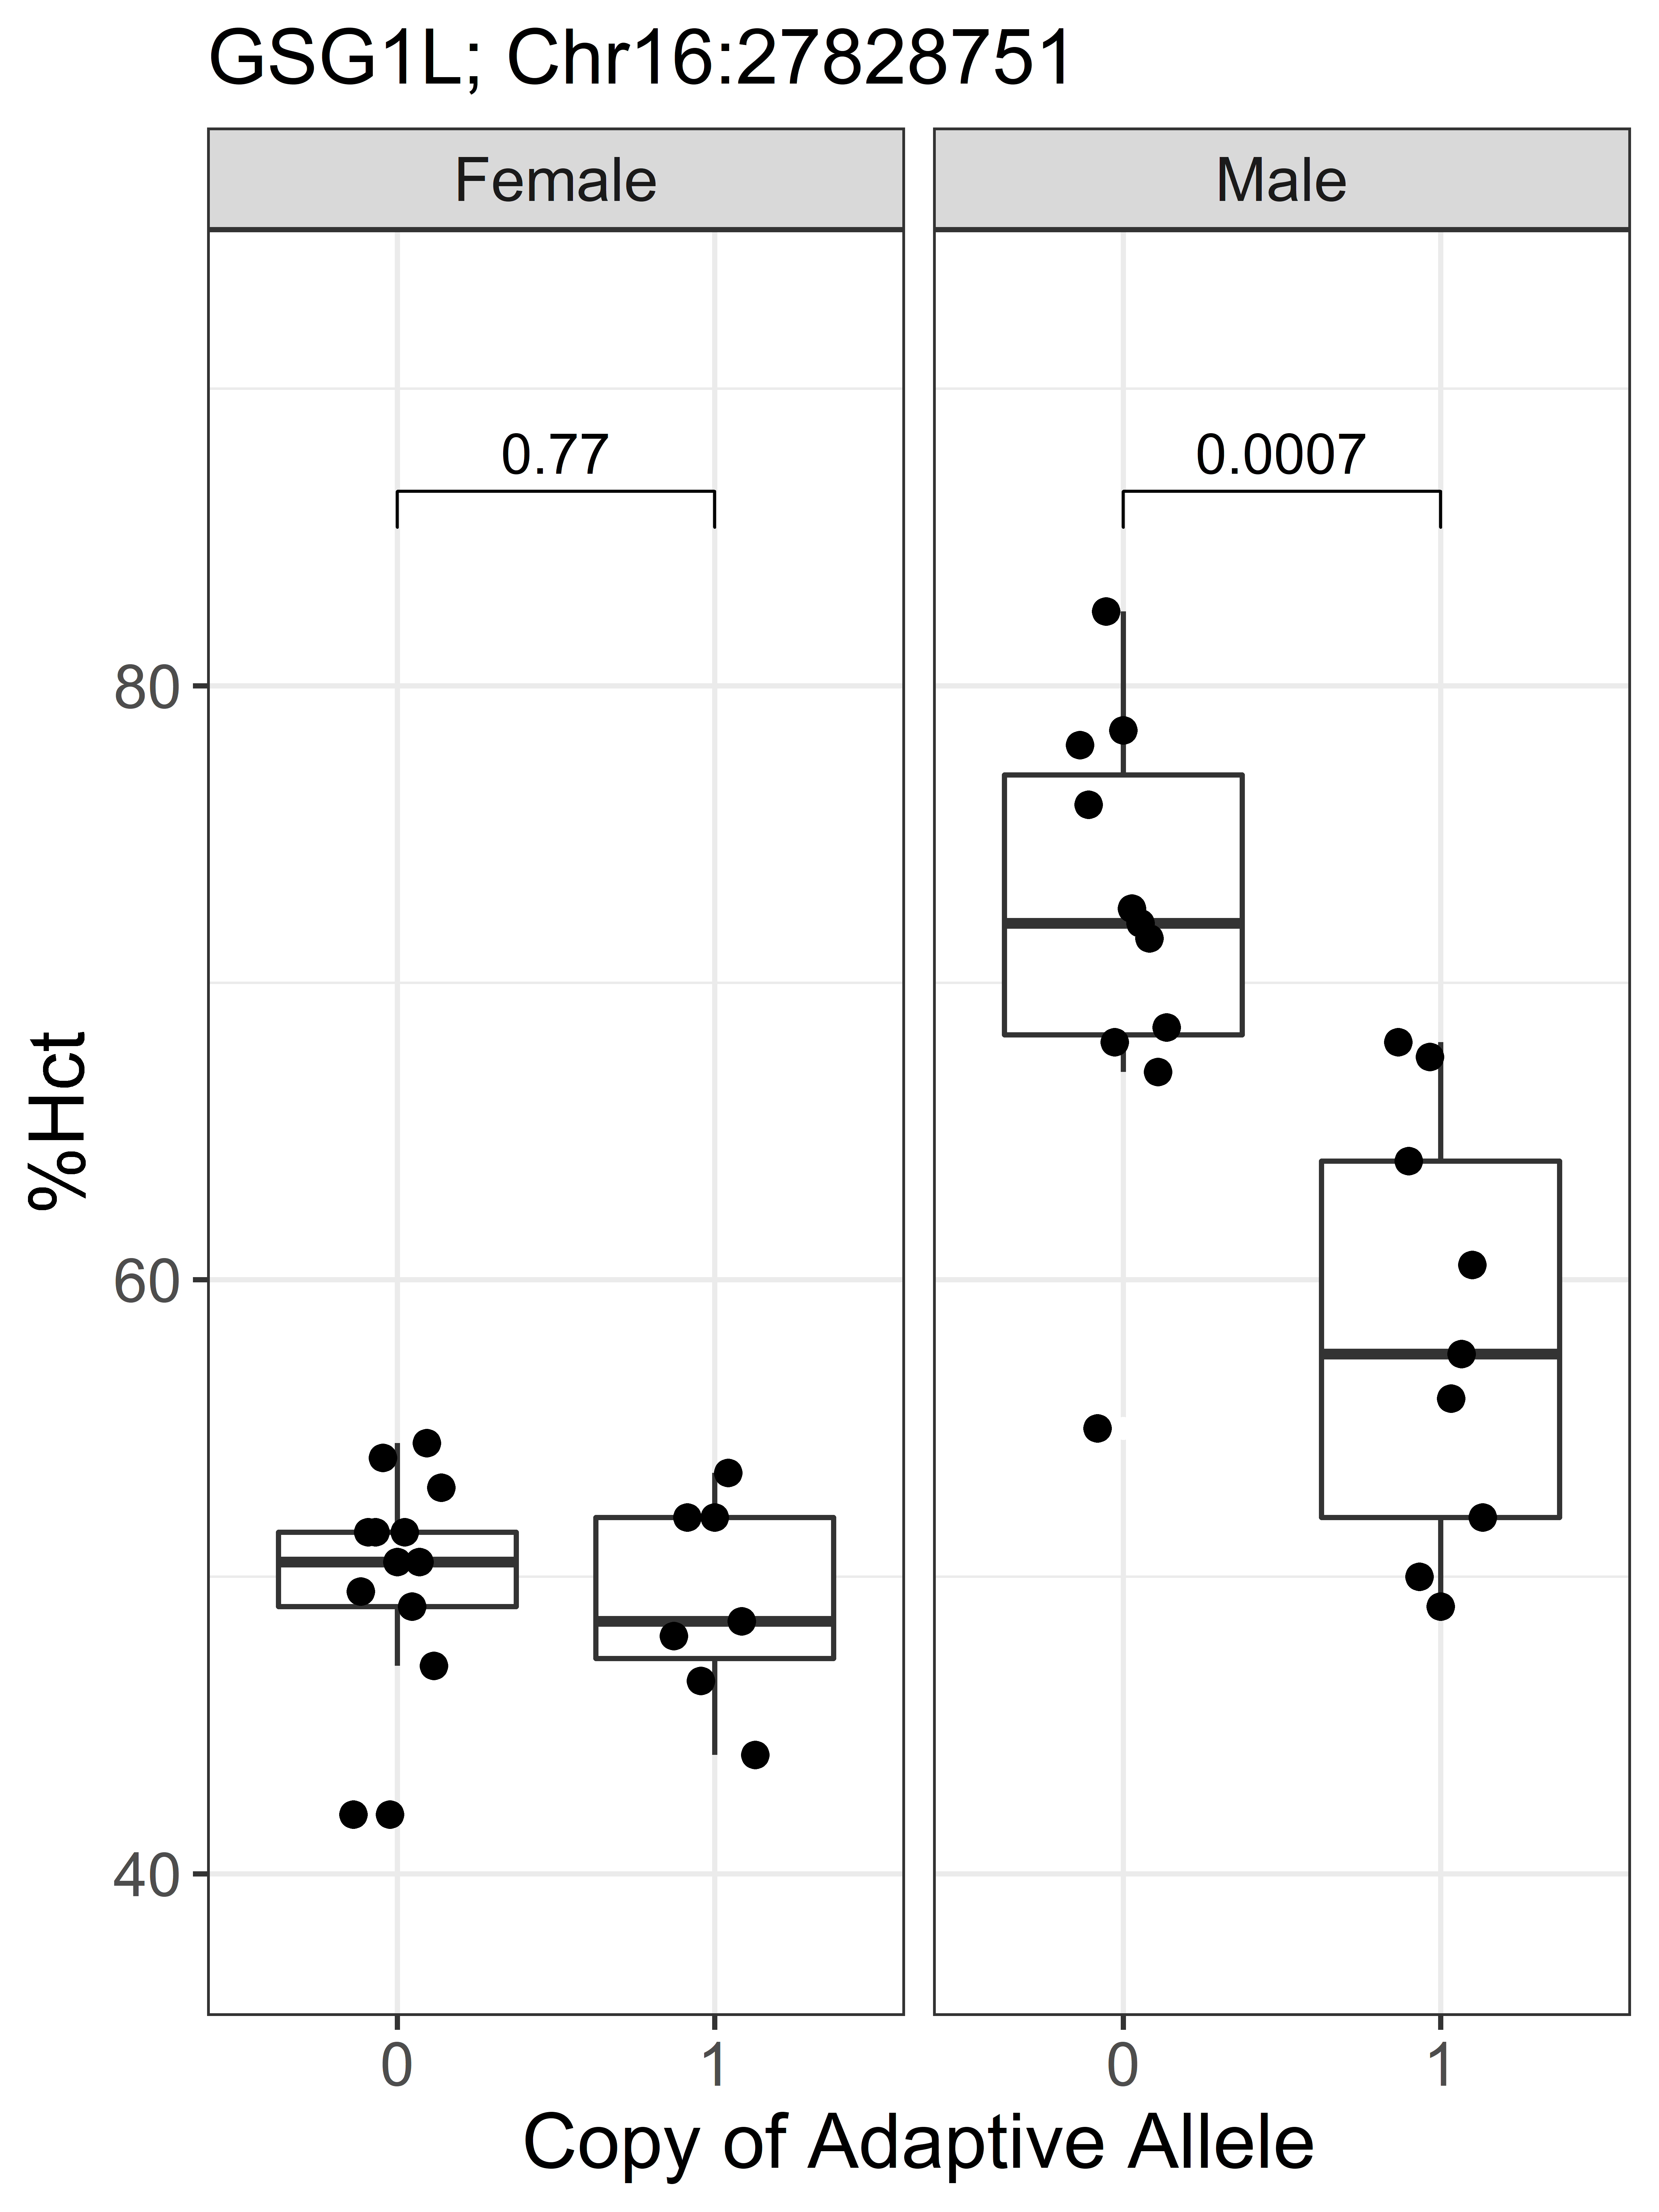 GSG1L; Chr16:27828751
Female
Male
0.77
0.0007
80
60
40
%Hct
0
1
0
1
Copy of Adaptive Allele